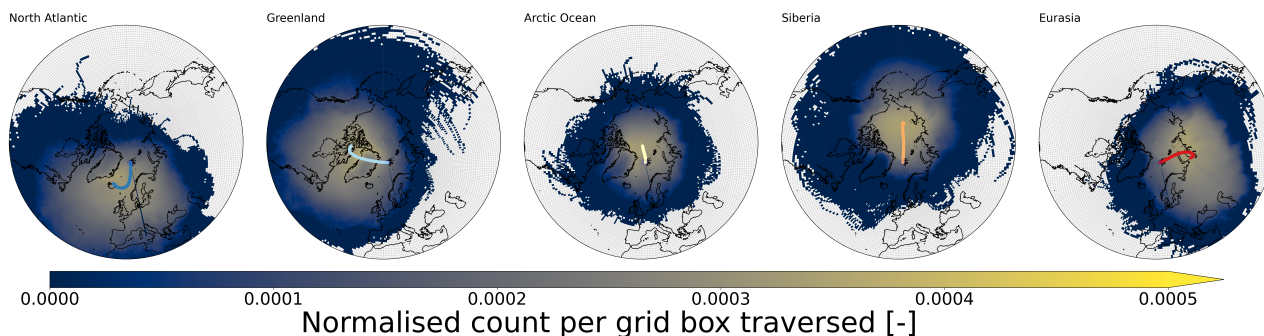 North Atlantic
Greenland
Arctic Ocean
Siberia
Eurasia
0.0000
0.0001
0.0002
0.0003
0.0004
0.0005
Normalised count per grid box traversed [-]